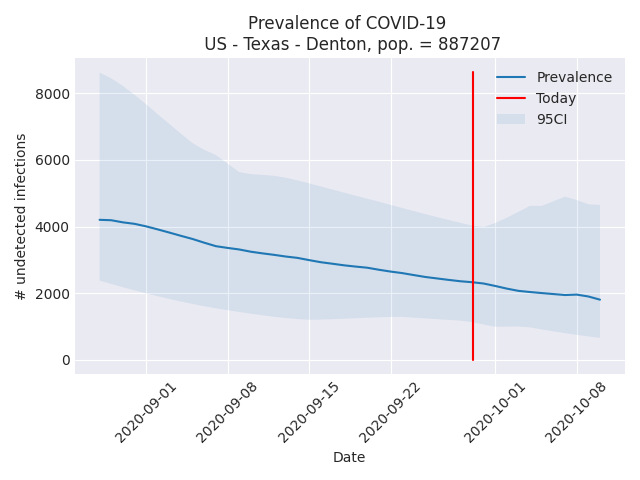 Prevalence of COVID-19
US - Texas - Denton, pop. = 887207
Prevalence
Today
95CI
# undetected infections
8000
6000
4000
2000
0
2020-09-01
2020-09-08
2020-09-15
2020-09-22
2020-10-01
2020-10-08
Date